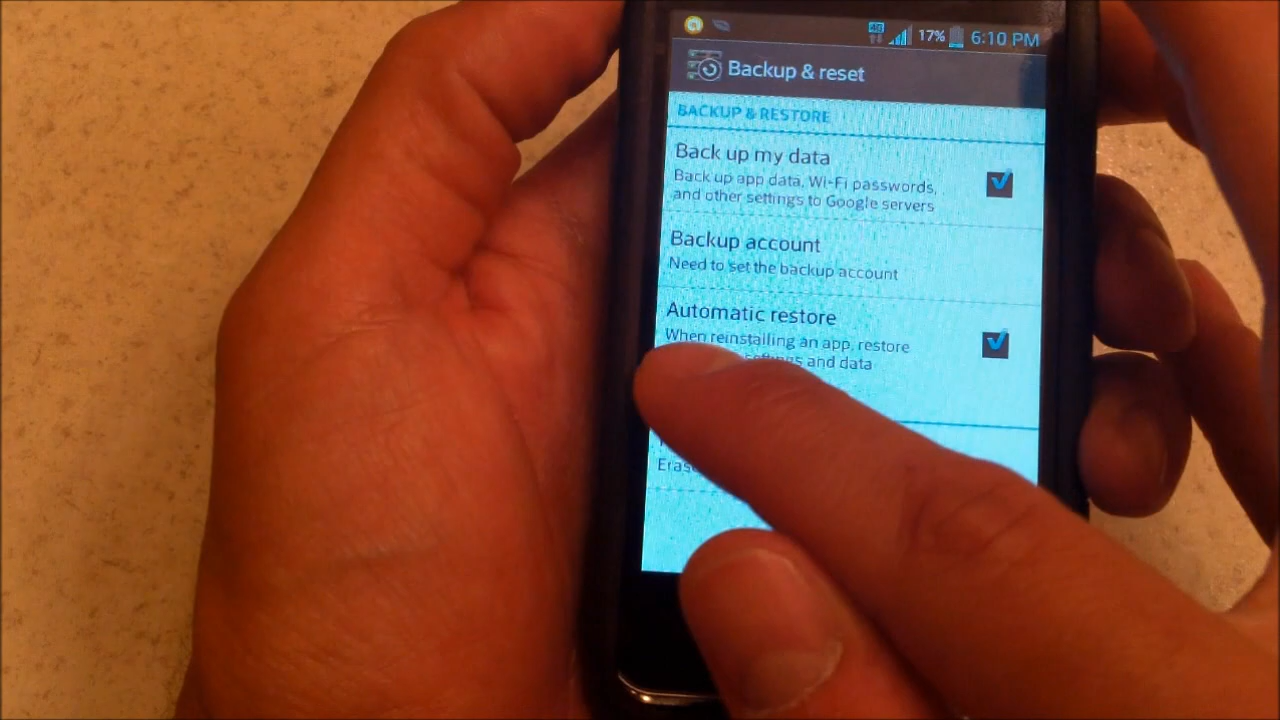 4G 17% 6:10 PM
Backup & reset
BACKUP & RESTORE
Back up my data
Back up app data, Wi-Fi passwords,
and other settings to Google servers
Backup account
Need to set the backup account
Automatic restore
When reinstalling an app, restore
settings and data